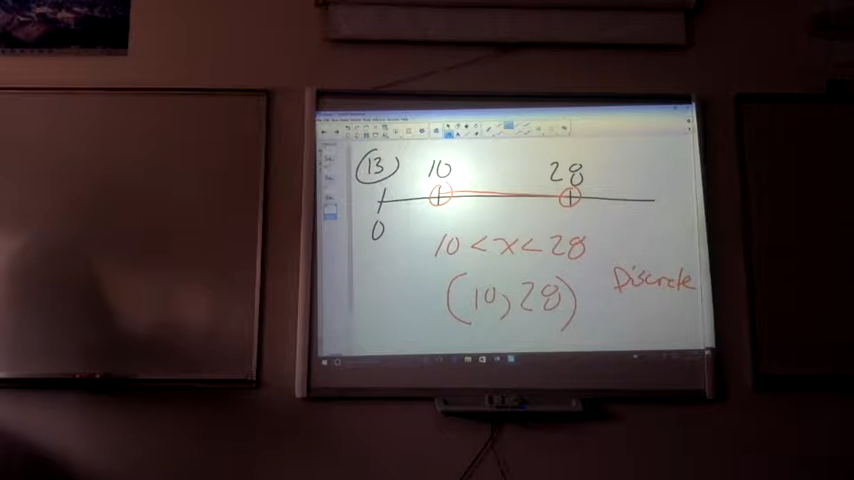 13 10 28
0
10 < x < 28
Discrete
(10, 28)